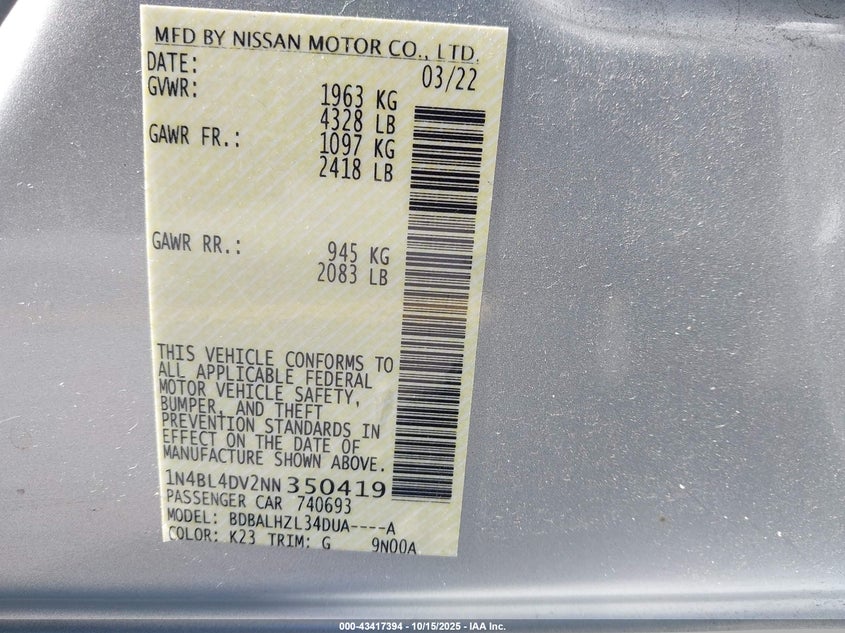 MFD BY NISSAN MOTOR CO., LTD.
DATE: 03/22
GVWR: 1963 KG
4328 LB
GAWR FR.: 1097 KG
2418 LB
GAWR RR.: 945 KG
2083 LB
THIS VEHICLE CONFORMS TO
ALL APPLICABLE FEDERAL
MOTOR VEHICLE SAFETY,
BUMPER, AND THEFT
PREVENTION STANDARDS IN
EFFECT ON THE DATE OF
MANUFACTURE SHOWN ABOVE.
1N4BL4DV2NN350419
PASSENGER CAR 740693
MODEL: BDBALHZL34DUA----A
COLOR: K23 TRIM: G 9N00A
000-43417394 - 10/15/2025 - IAA Inc.